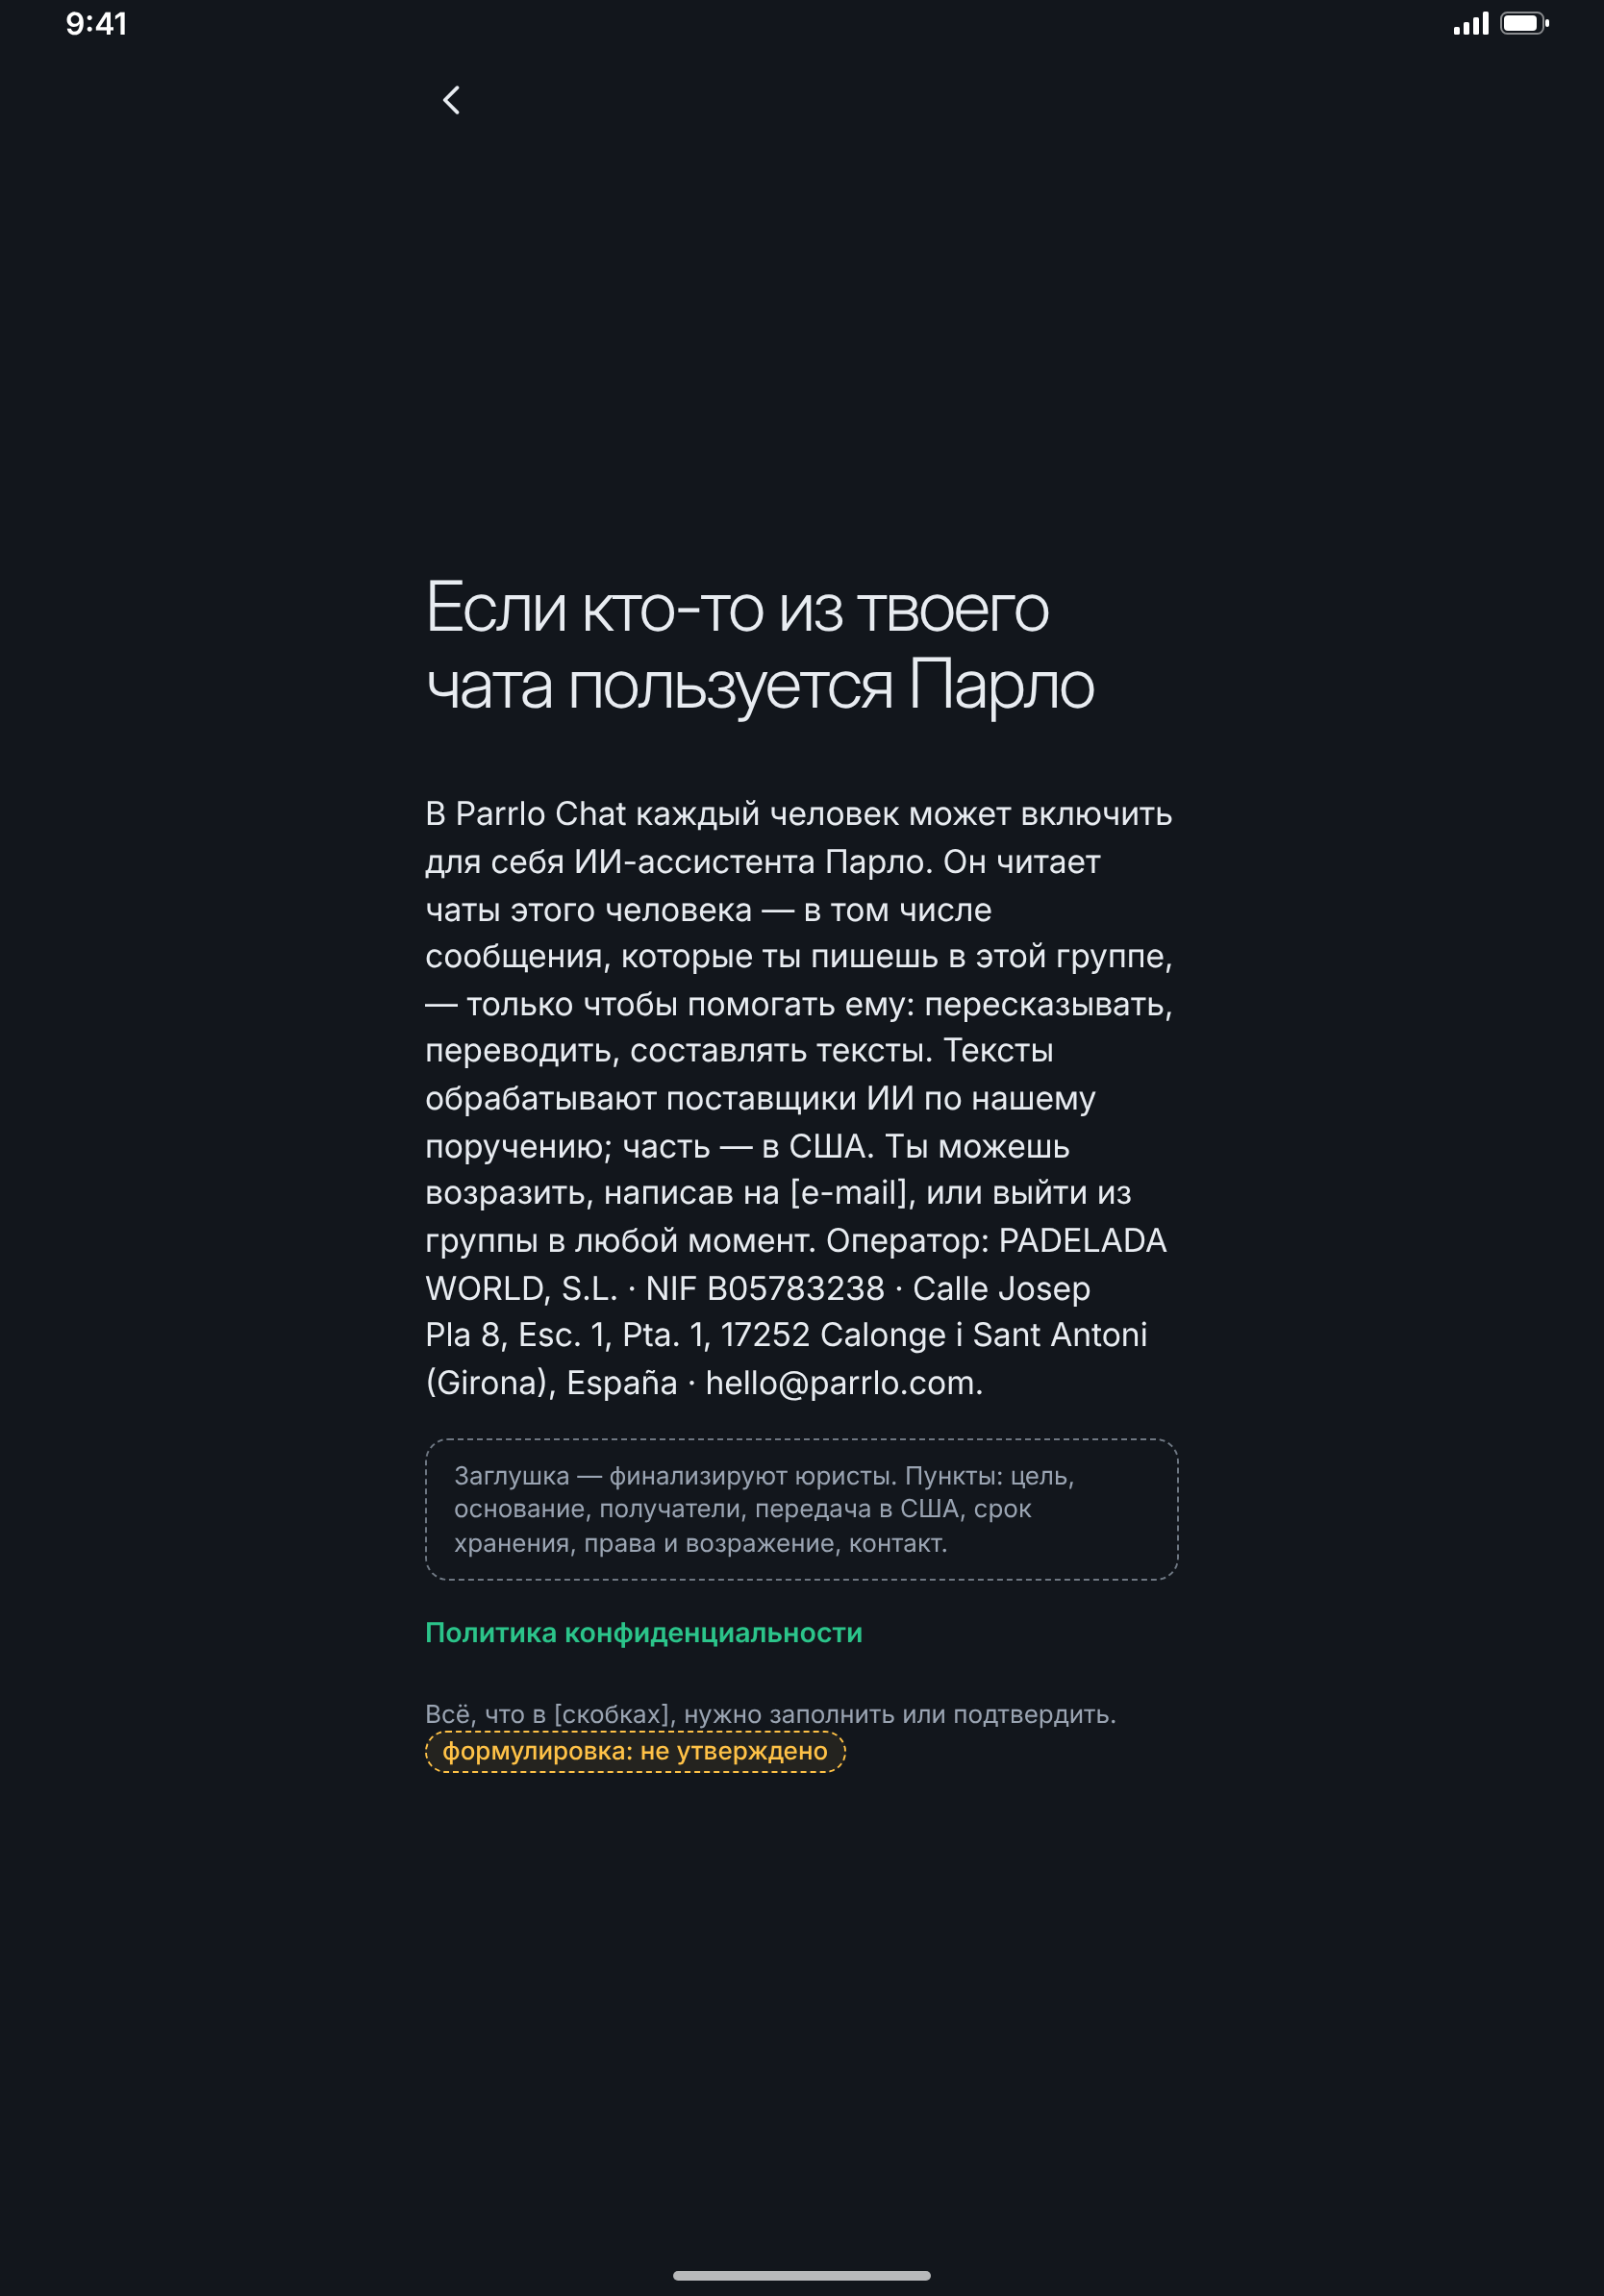 9:41
Если кто-то из твоего
чата пользуется Парло
В Parrlo Chat каждый человек может включить
для себя ИИ-ассистента Парло. Он читает
чаты этого человека — в том числе
сообщения, которые ты пишешь в этой группе,
— только чтобы помогать ему: пересказывать,
переводить, составлять тексты. Тексты
обрабатывают поставщики ИИ по нашему
поручению; часть — в США. Ты можешь
возразить, написав на [e-mail], или выйти из
группы в любой момент. Оператор: PADELADA
WORLD, S.L. · NIF B05783238 · Calle Josep
Pla 8, Esc. 1, Pta. 1, 17252 Calonge i Sant Antoni
(Girona), España · hello@parrlo.com.
Заглушка — финализируют юристы. Пункты: цель,
основание, получатели, передача в США, срок
хранения, права и возражение, контакт.
Политика конфиденциальности
Всё, что в [скобках], нужно заполнить или подтвердить.
формулировка: не утверждено